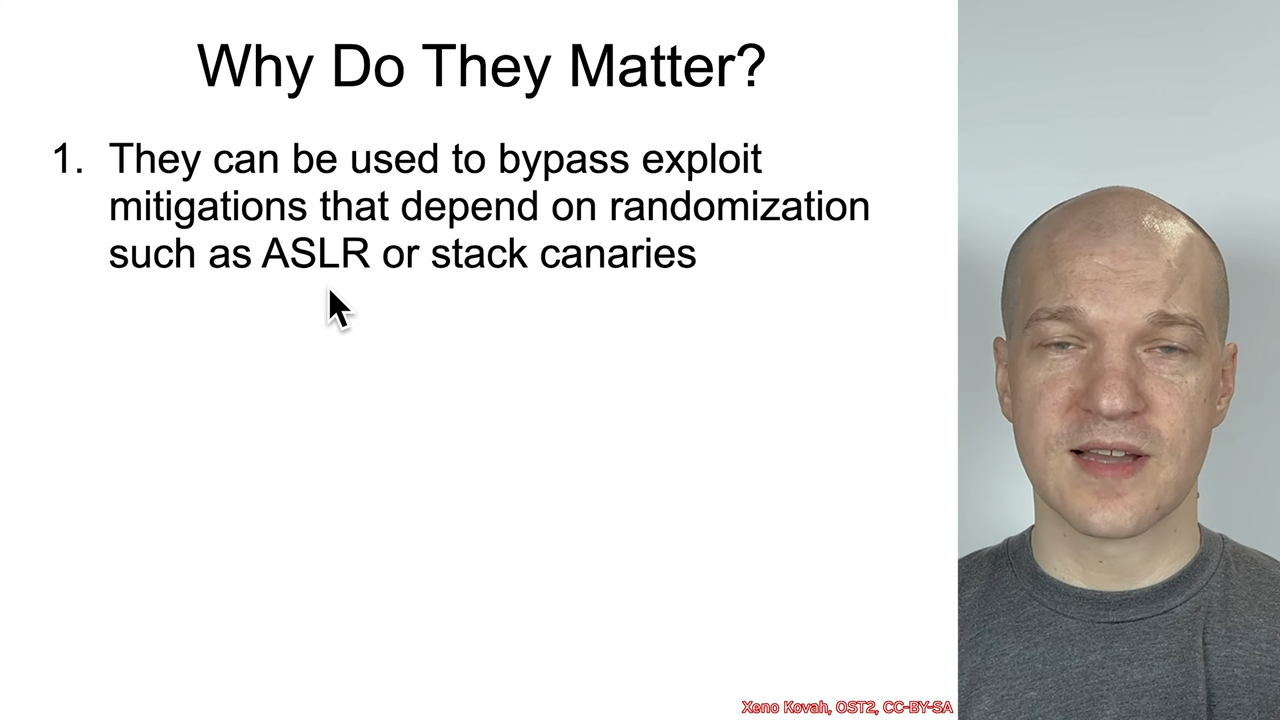 Why Do They Matter?
1. They can be used to bypass exploit
mitigations that depend on randomization
such as ASLR or stack canaries
Xeno Kovah, OST2, CC-BY-SA